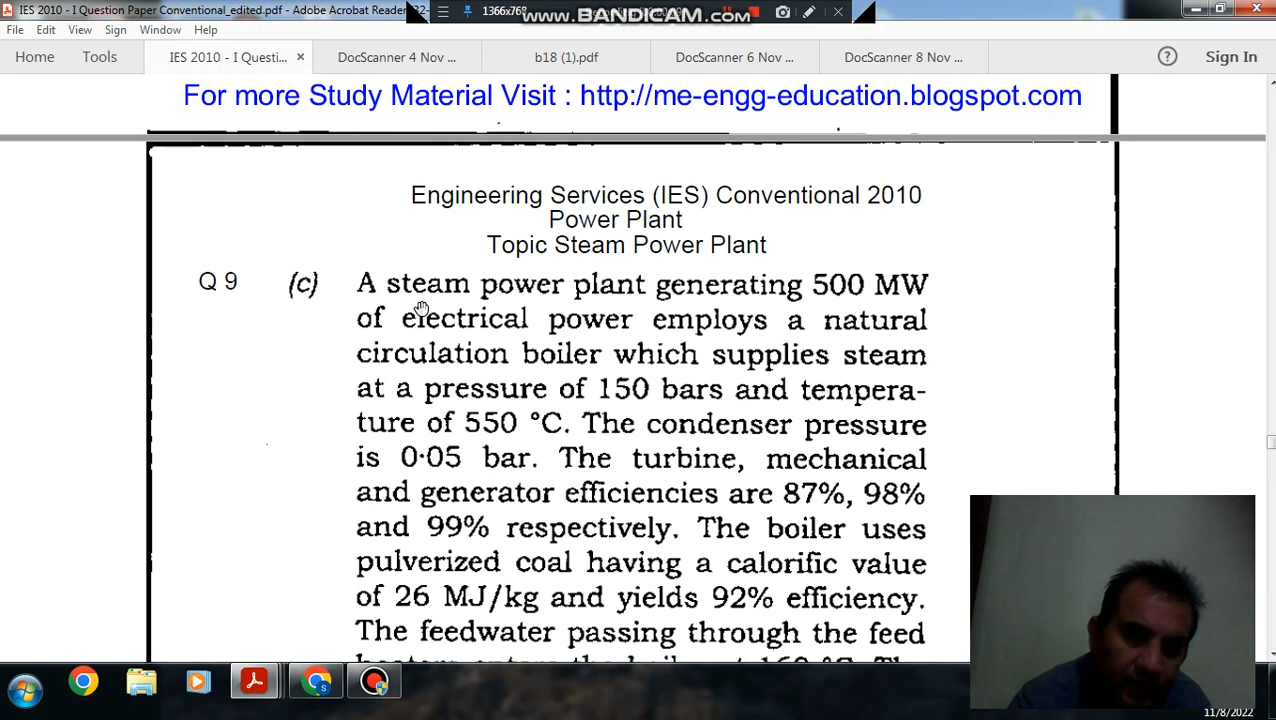 IES 2010 - I Question Paper Conventional_edited.pdf - Adobe Acrobat Reader
1366x768
www.BANDICAM.com
File Edit View Sign Window Help
Home Tools IES 2010 - I Questi... × DocScanner 4 Nov ... b18 (1).pdf DocScanner 6 Nov ... DocScanner 8 Nov ... Sign In
For more Study Material Visit : http://me-engg-education.blogspot.com
Engineering Services (IES) Conventional 2010
Power Plant
Topic Steam Power Plant
Q 9 (c) A steam power plant generating 500 MW
of electrical power employs a natural
circulation boiler which supplies steam
at a pressure of 150 bars and tempera-
ture of 550 °C. The condenser pressure
is 0·05 bar. The turbine, mechanical
and generator efficiencies are 87%, 98%
and 99% respectively. The boiler uses
pulverized coal having a calorific value
of 26 MJ/kg and yields 92% efficiency.
The feedwater passing through the feed
11/8/2022